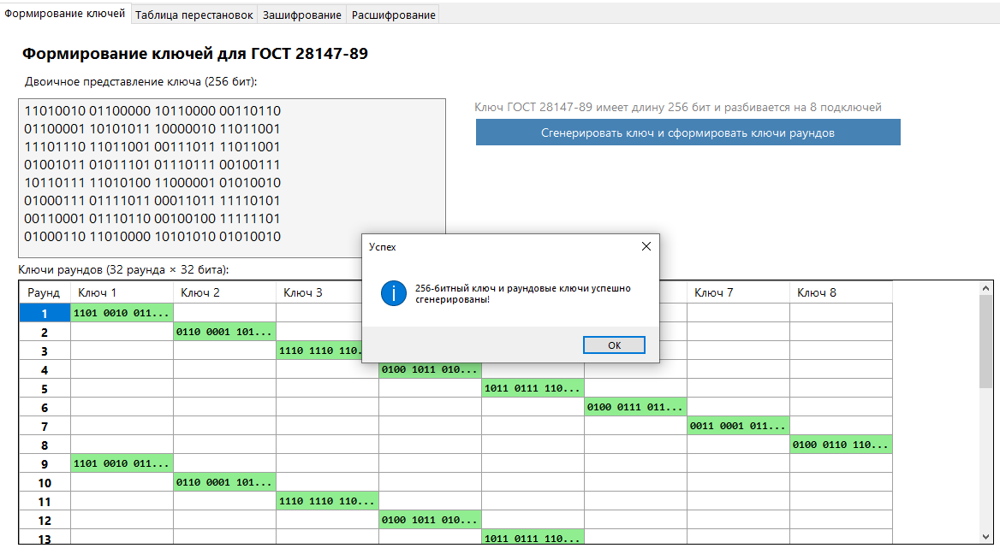 Формирование ключей Таблица перестановок Зашифрование Расшифрование
Формирование ключей для ГОСТ 28147-89
Двоичное представление ключа (256 бит):
11010010 01100000 10110000 00110110
01100001 10101011 10000010 11011001
11101110 11011001 00111011 11011001
01001011 01011101 01110111 00100111
10110111 11010100 11000001 01010010
01000111 01111011 00011011 11110101
00110001 01110110 00100100 11111101
01000110 11010000 10101010 01010010
Ключ ГОСТ 28147-89 имеет длину 256 бит и разбивается на 8 подключей
Сгенерировать ключ и сформировать ключи раундов
Успех
256-битный ключ и раундовые ключи успешно
сгенерированы!
OK
Ключи раундов (32 раунда × 32 бита):
Раунд Ключ 1 Ключ 2 Ключ 3 Ключ 7 Ключ 8
1 1101 0010 011...
2 0110 0001 101...
3 1110 1110 110.
4 0100 1011 010...
5 1011 0111 110...
6 0100 0111 011...
7 0011 0001 011...
8 0100 0110 110...
9 1101 0010 011...
10 0110 0001 101...
11 1110 1110 110...
12 0100 1011 010...
13 1011 0111 110...